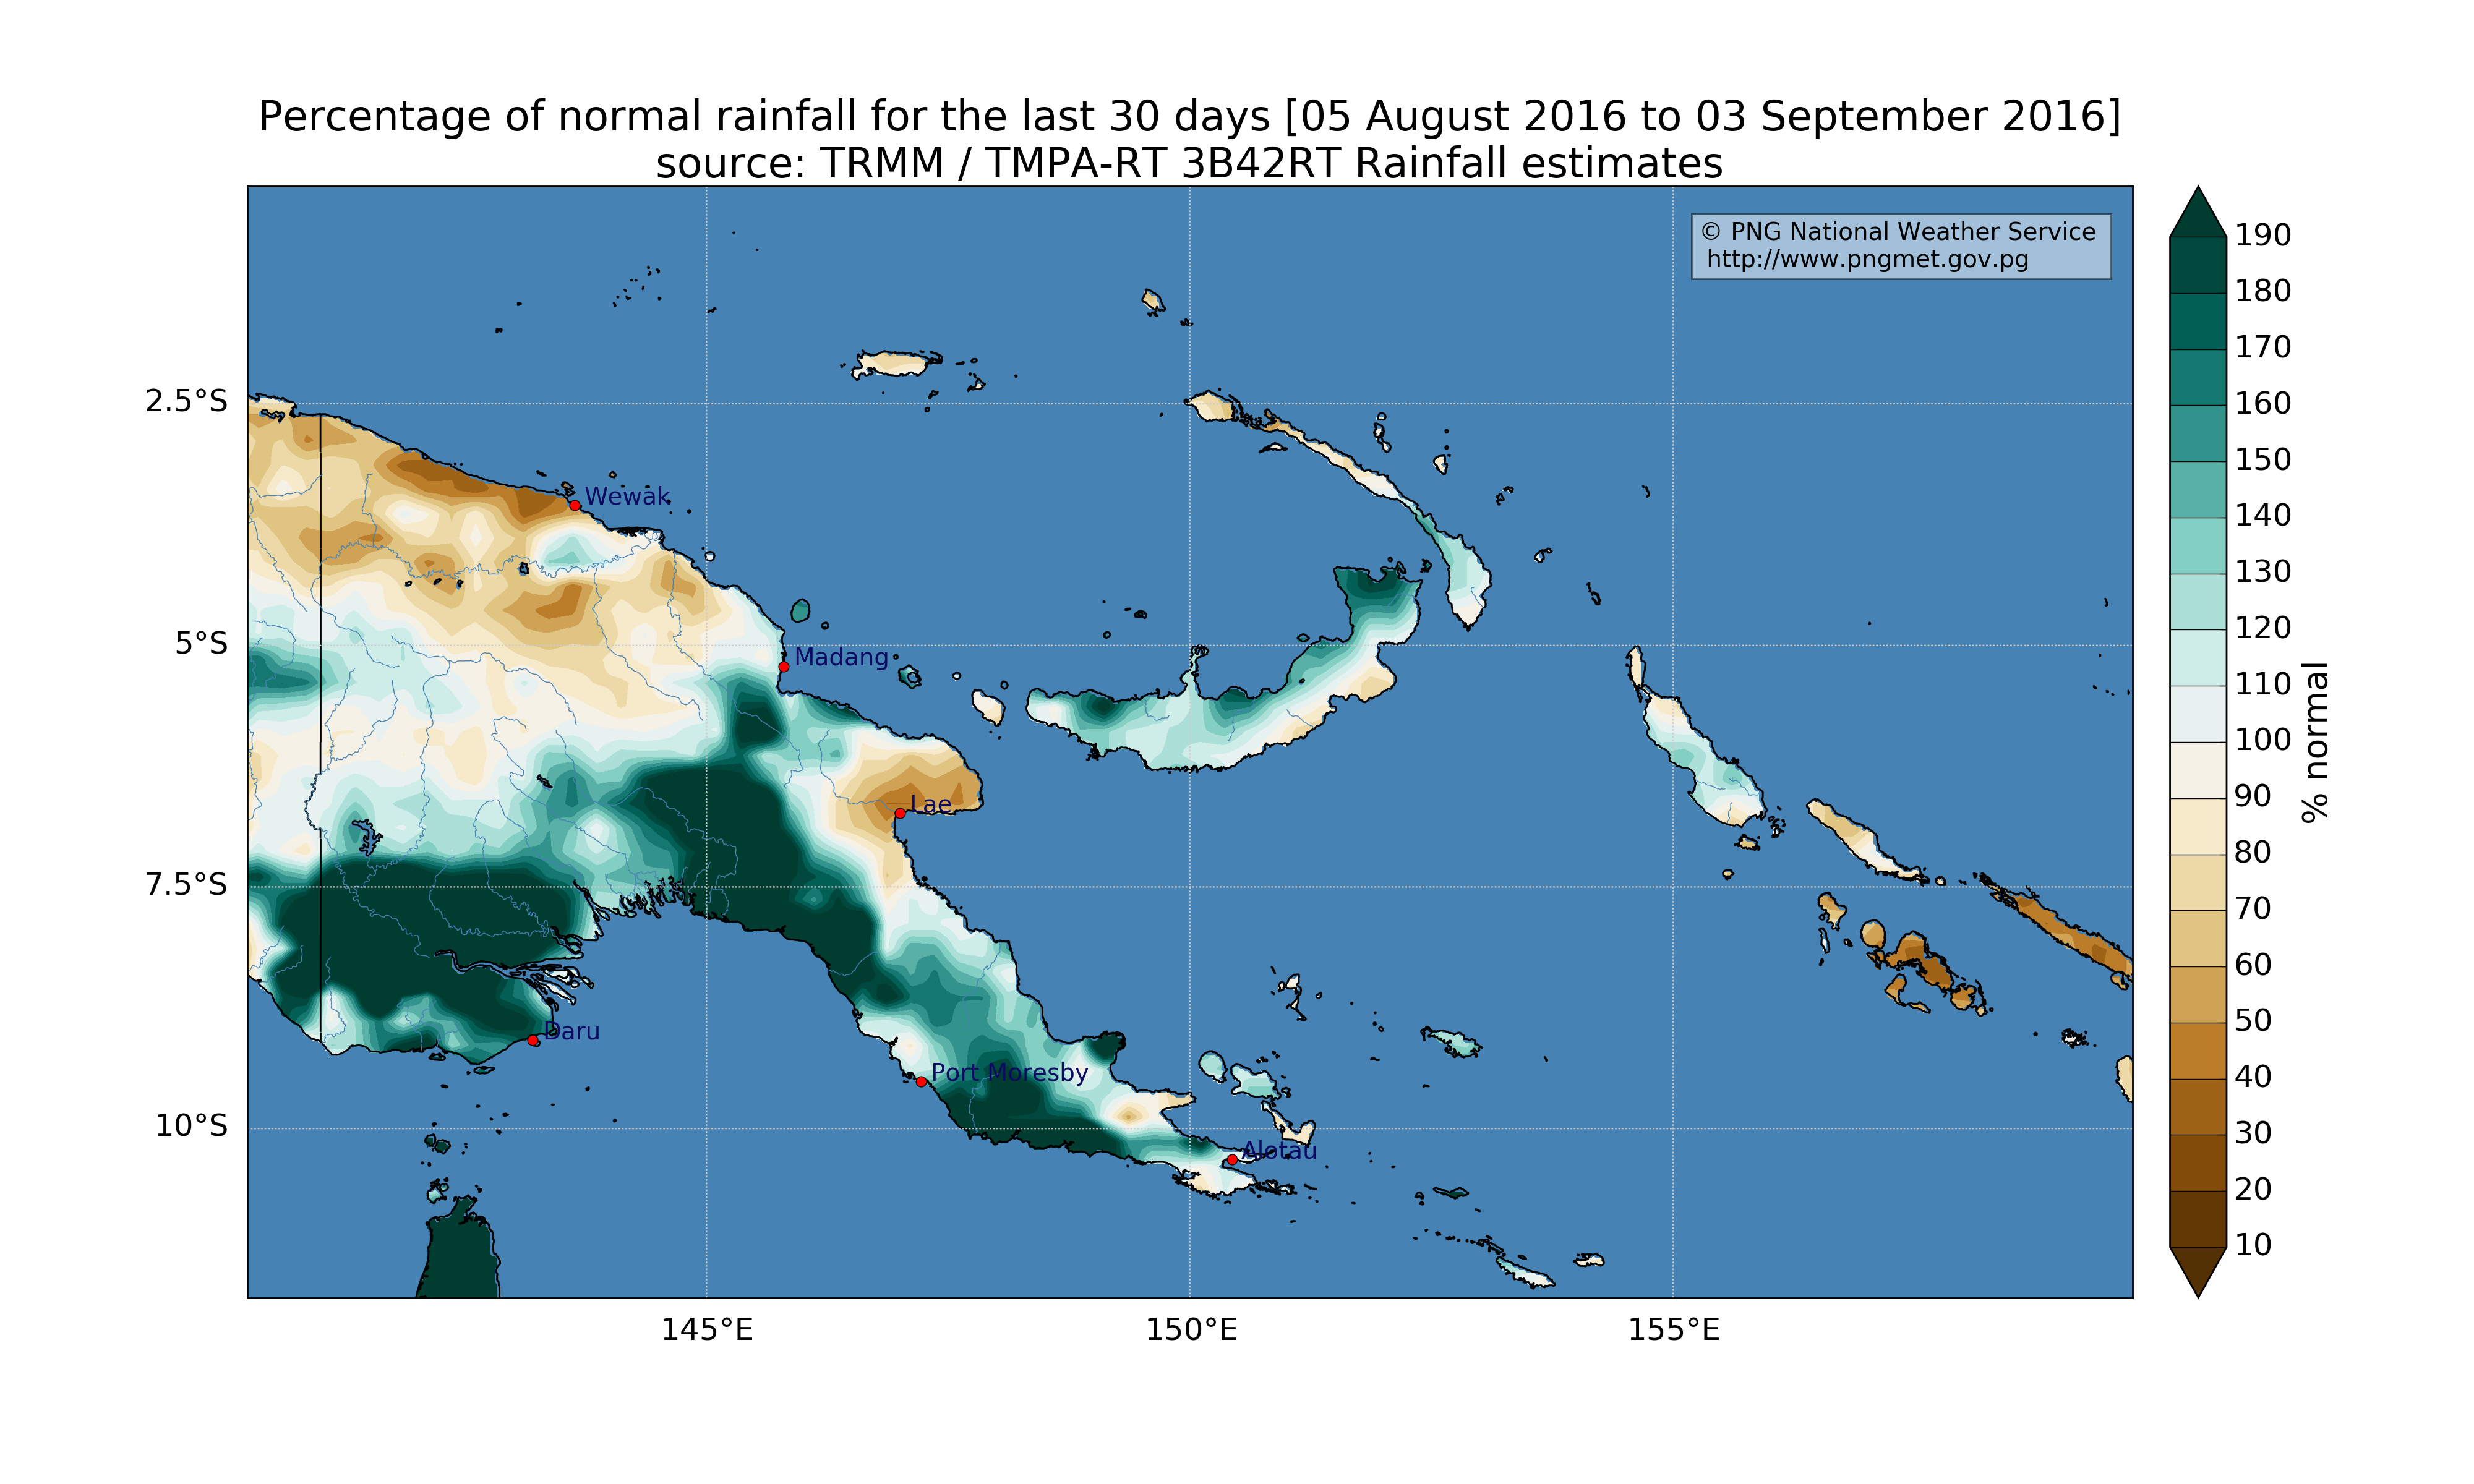 Percentage of normal rainfall for the last 30 days [05 August 2016 to 03 September 2016]
source: TRMM / TMPA-RT 3B42RT Rainfall estimates
© PNG National Weather Service
http://www.pngmet.gov.pg
2.5°S
5°S
7.5°S
10°S
Wewak
Madang
Lae
Daru
Port Moresby
Alotau
145°E
150°E
155°E
190
180
170
160
150
140
130
120
110
100
90
80
70
60
50
40
30
20
10
% normal